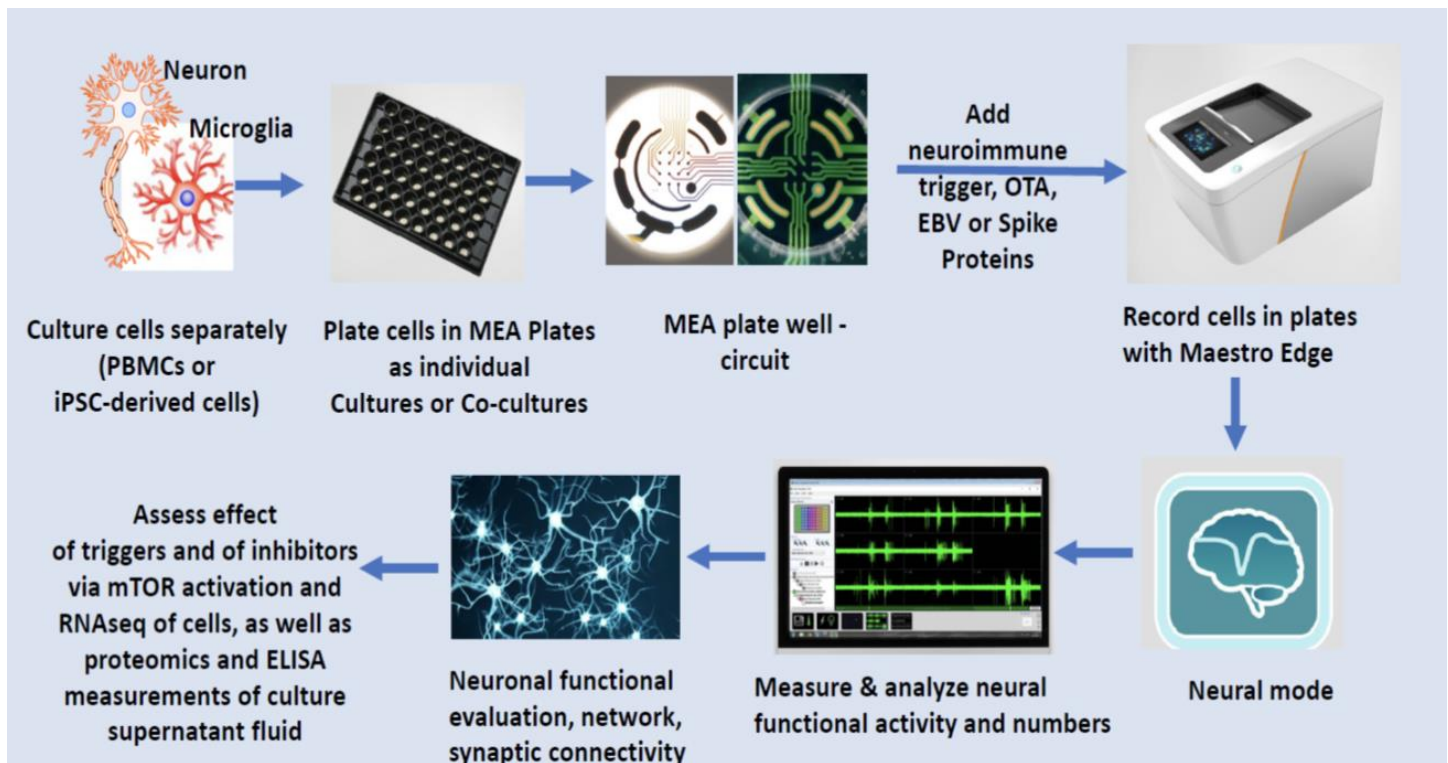 Neuron
Microglia
Culture cells separately
(PBMCs or
iPSC-derived cells)
Plate cells in MEA Plates
as individual
Cultures or Co-cultures
MEA plate well -
circuit
Add
neuroimmune
trigger, OTA,
EBV or Spike
Proteins
Record cells in plates
with Maestro Edge
Neural mode
Measure & analyze neural
functional activity and numbers
Neuronal functional
evaluation, network,
synaptic connectivity
Assess effect
of triggers and of inhibitors
via mTOR activation and
RNAseq of cells, as well as
proteomics and ELISA
measurements of culture
supernatant fluid